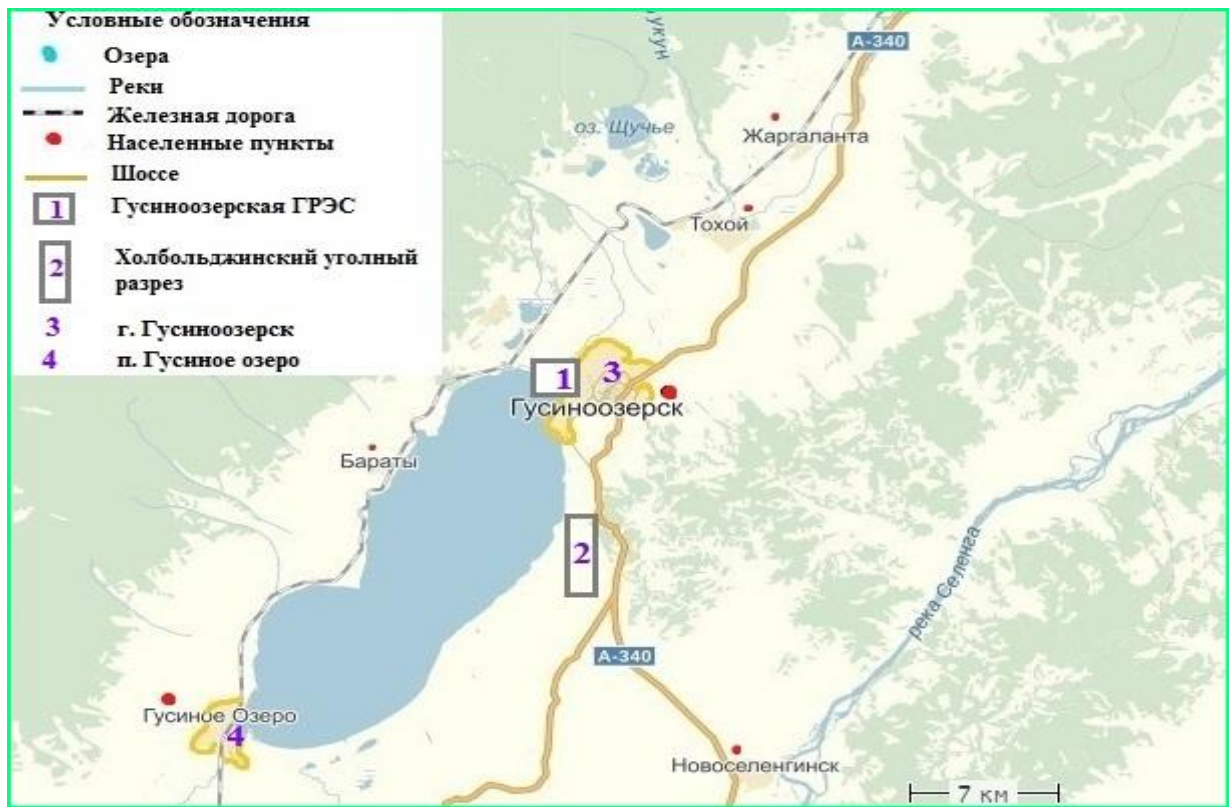 Условные обозначения
Озера
Реки
Железная дорога
Населенные пункты
Шоссе
1 Гусиноозерская ГРЭС
2 Холбольджинский уголный
разрез
3 г. Гусиноозерск
4 п. Гусиное озеро
А-340
оз. Щучье
Жаргаланта
Тохой
1
3
Гусиноозерск
Бараты
2
река Селенга
А-340
Гусиное Озеро
4
Новоселенгинск
7 км